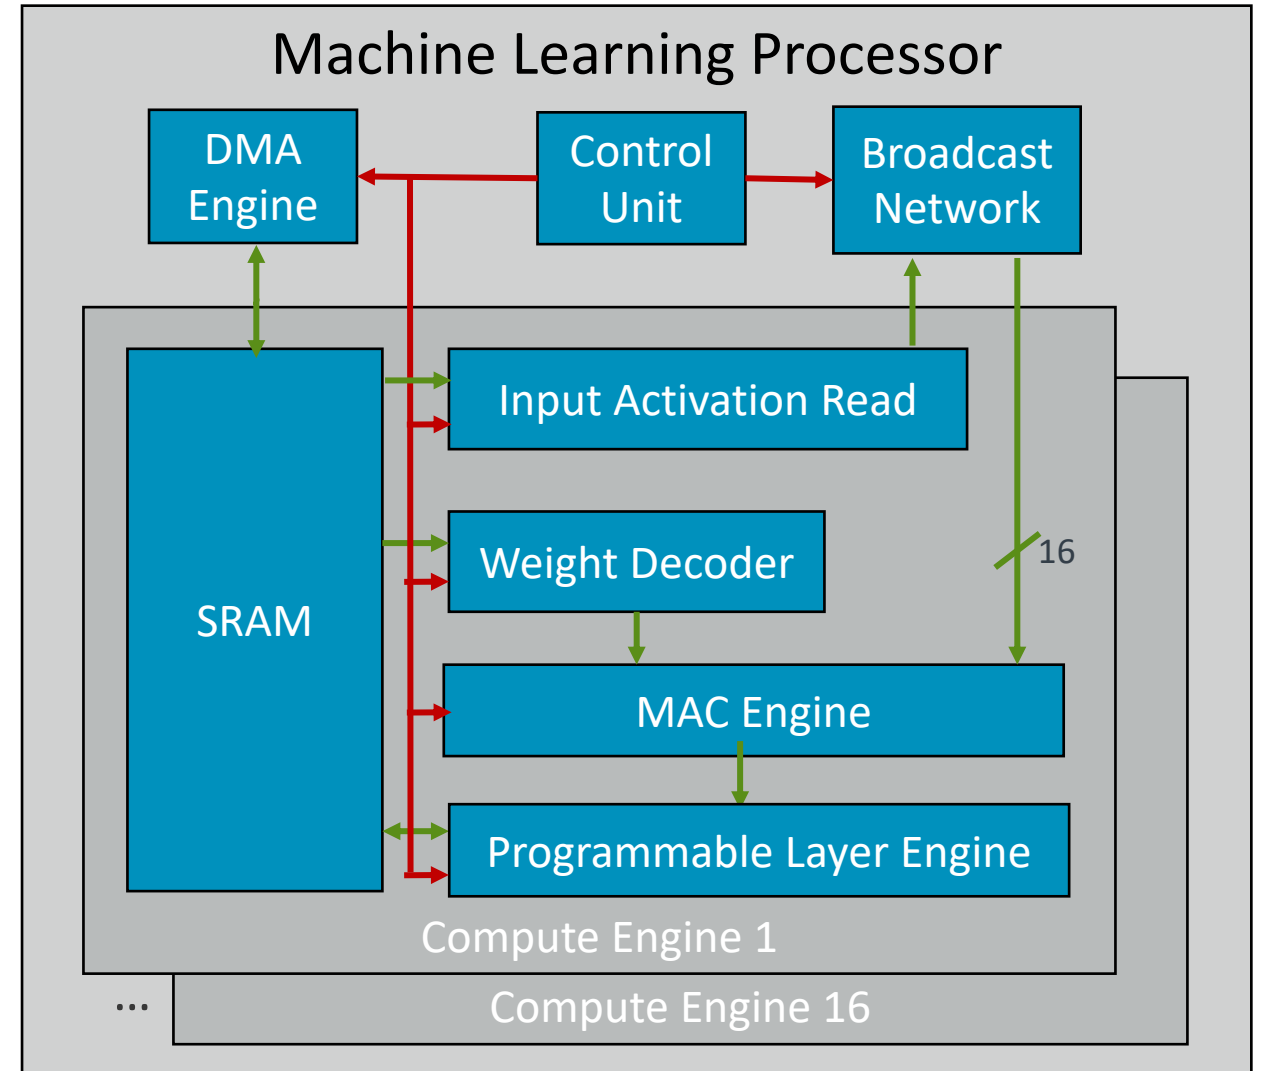 Machine Learning Processor
DMA
Engine
Control
Unit
Broadcast
Network
Input Activation Read
Weight Decoder
16
SRAM
MAC Engine
Programmable Layer Engine
Compute Engine 1
...
Compute Engine 16